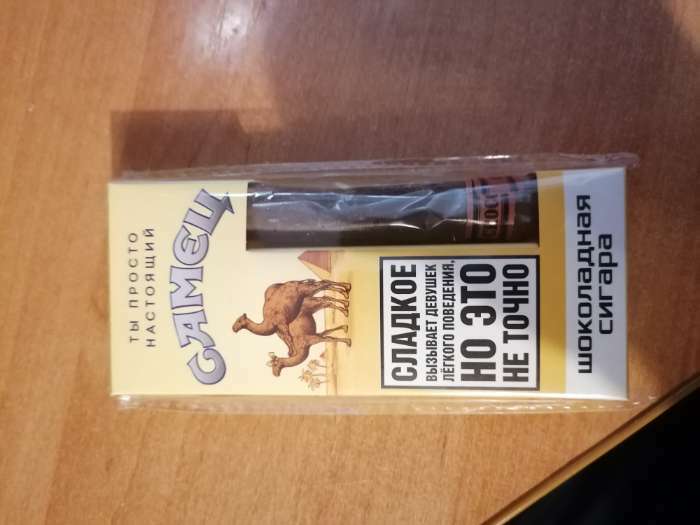 ТЫ ПРОСТО
НАСТОЯЩИЙ
САМЕЦ
СЛАДКОЕ
ВЫЗЫВАЕТ ДЕВУШЕК
ЛЁГКОГО ПОВЕДЕНИЯ,
НО ЭТО
НЕ ТОЧНО
шоколадная
сигара